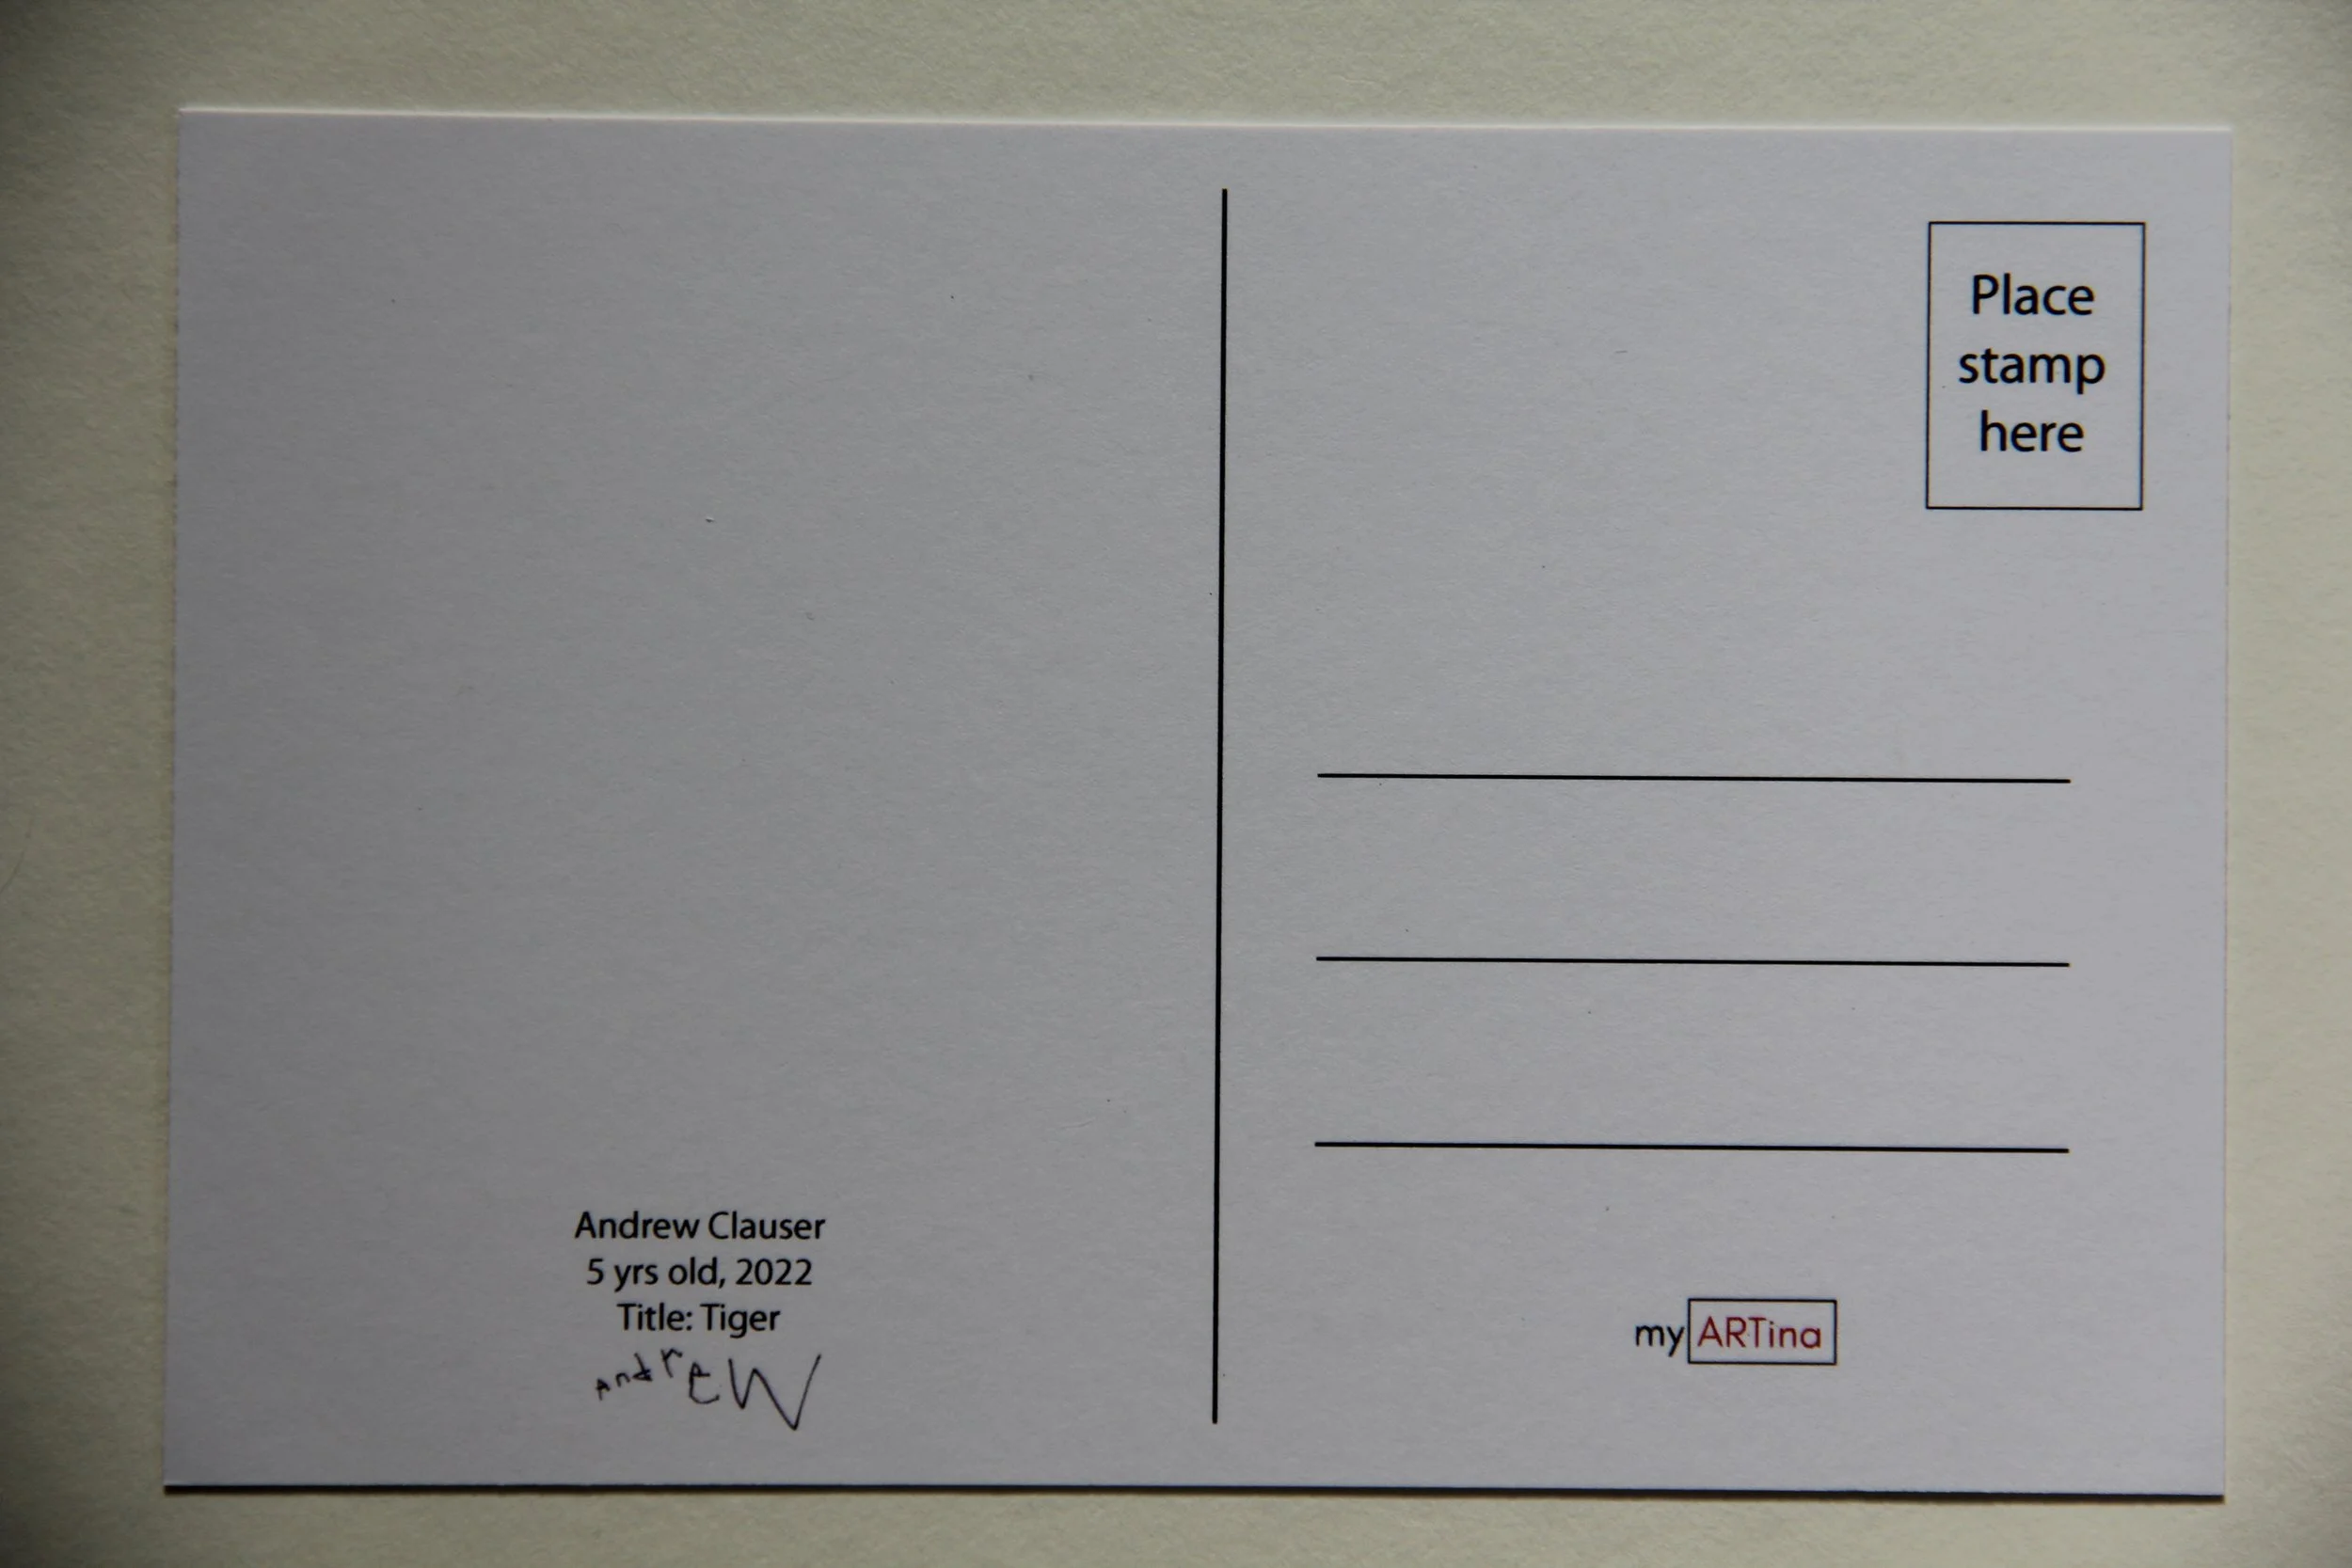 Place
stamp
here
Andrew Clauser
5 yrs old, 2022
Title: Tiger
AndrEW
my ARTina